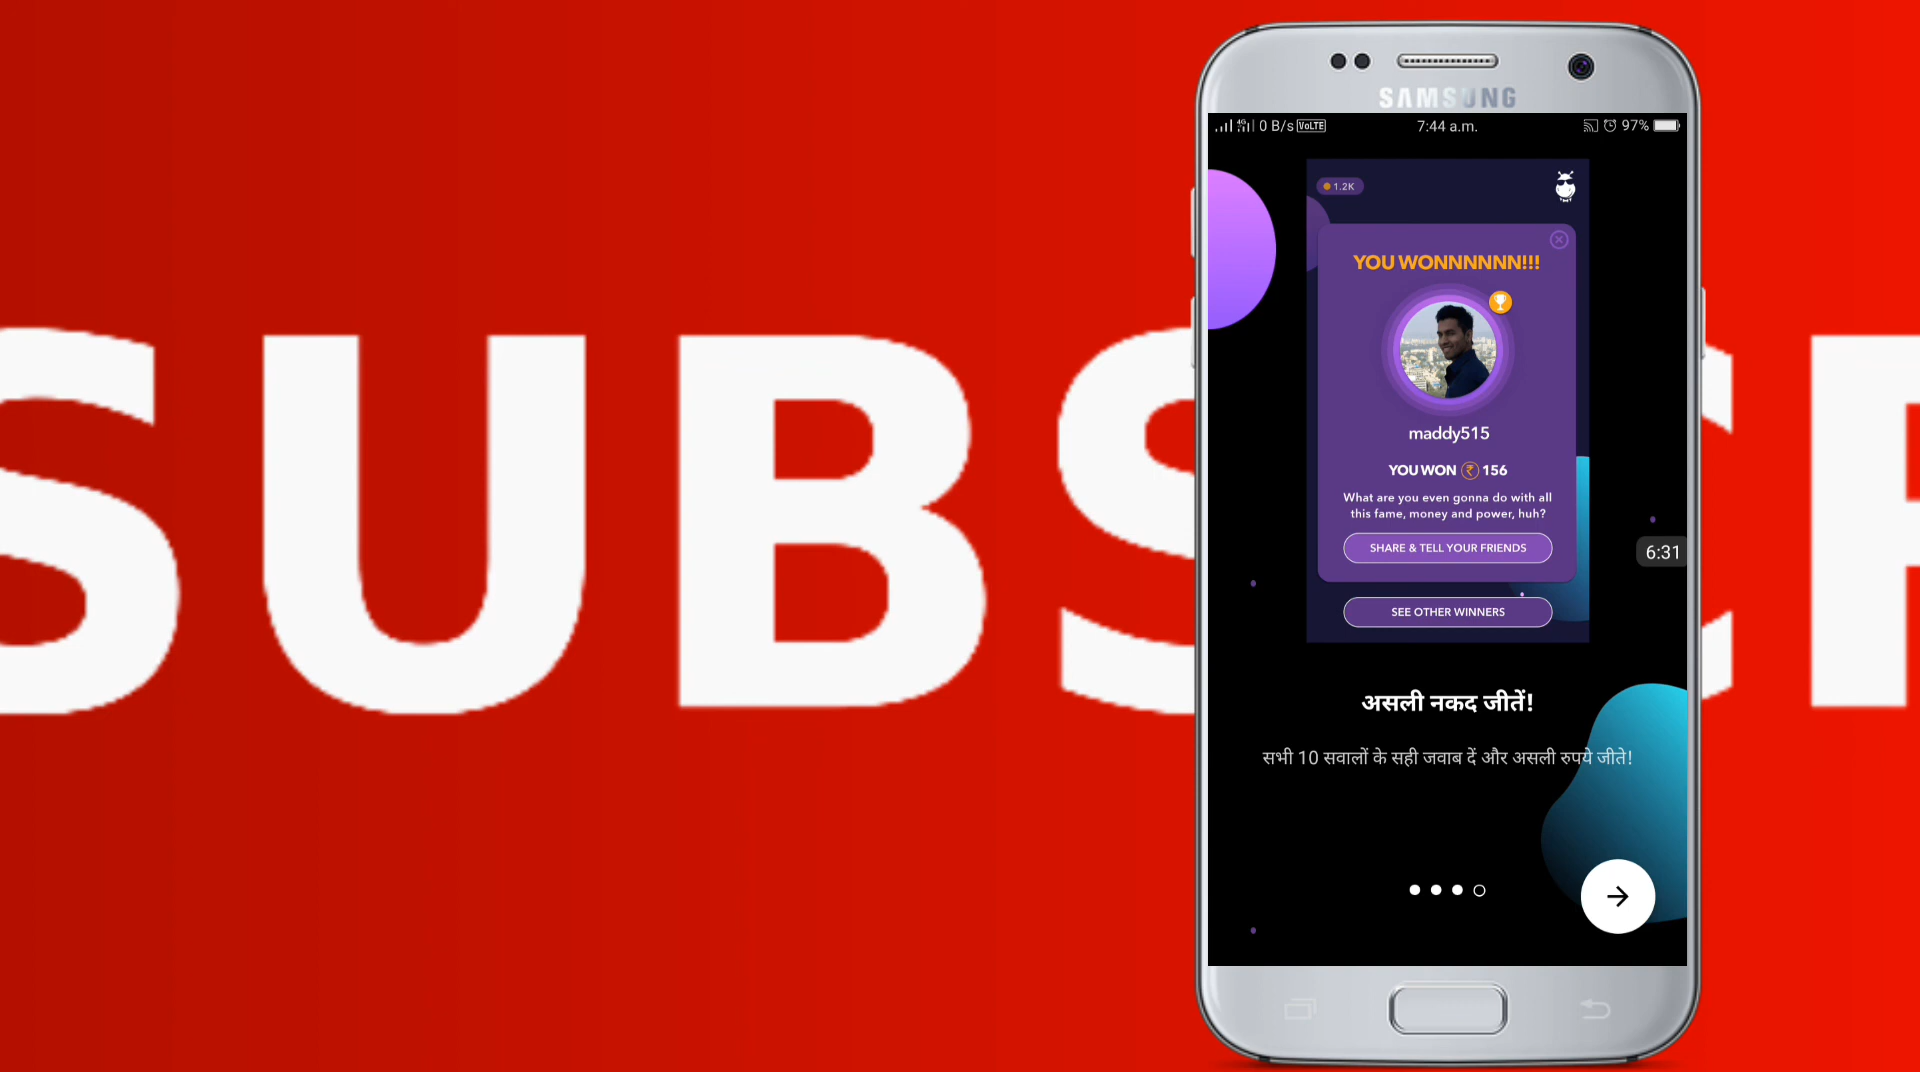 SUBSCR
SAMSUNG
4G 0 B/s VoLTE 7:44 a.m. 97%
1.2K
YOU WONNNNNNN!!!
maddy515
YOU WON ₹ 156
What are you even gonna do with all
this fame, money and power, huh?
SHARE & TELL YOUR FRIENDS
6:31
SEE OTHER WINNERS
असली नकद जीतें!
सभी 10 सवालों के सही जवाब दें और असली रुपये जीते!